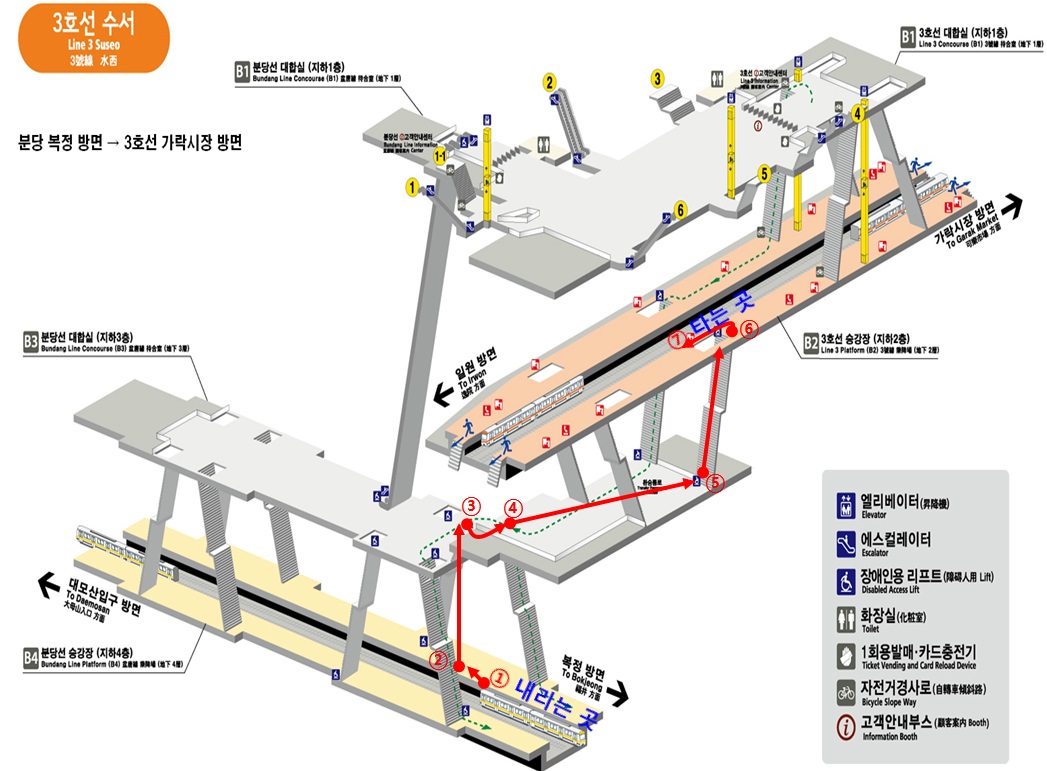 3호선 수서
Line 3 Suseo
3號線 水西
분당 복정 방면 → 3호선 가락시장 방면
B1 분당선 대합실 (지하1층)
Bundang Line Concourse (B1) 盆唐線 待合室 (地下 1層)
B1 3호선 대합실 (지하1층)
Line 3 Concourse (B1) 3號線 待合室 (地下 1層)
2
3
3호선 고객안내센터
Line 3 Information
Center
분당선 고객안내센터
Bundang Line Information
Center
1-1
1
4
5
6
가락시장 방면
To Garak Market
可樂市場 方面
타는 곳
⑦
⑥
B2 3호선 승강장 (지하2층)
Line 3 Platform (B2) 3號線 乘降場 (地下 2層)
B3 분당선 대합실 (지하3층)
Bundang Line Concourse (B3) 盆唐線 待合室 (地下 3層)
일원 방면
To Irwon
逸院 方面
환승통로
⑤
③
④
대모산입구 방면
To Daemosan
大母山入口 方面
B4 분당선 승강장 (지하4층)
Bundang Line Platform (B4) 盆唐線 乘降場 (地下 4層)
②
①
내리는 곳
복정 방면
To Bokjeong
福井 方面
엘리베이터(昇降機)
Elevator
에스컬레이터
Escalator
장애인용 리프트(障碍人用 Lift)
Disabled Access Lift
화장실(化粧室)
Toilet
1회용발매·카드충전기
Ticket Vending and Card Reload Device
자전거경사로(自轉車傾斜路)
Bicycle Slope Way
고객안내부스(顧客案內 Booth)
Information Booth